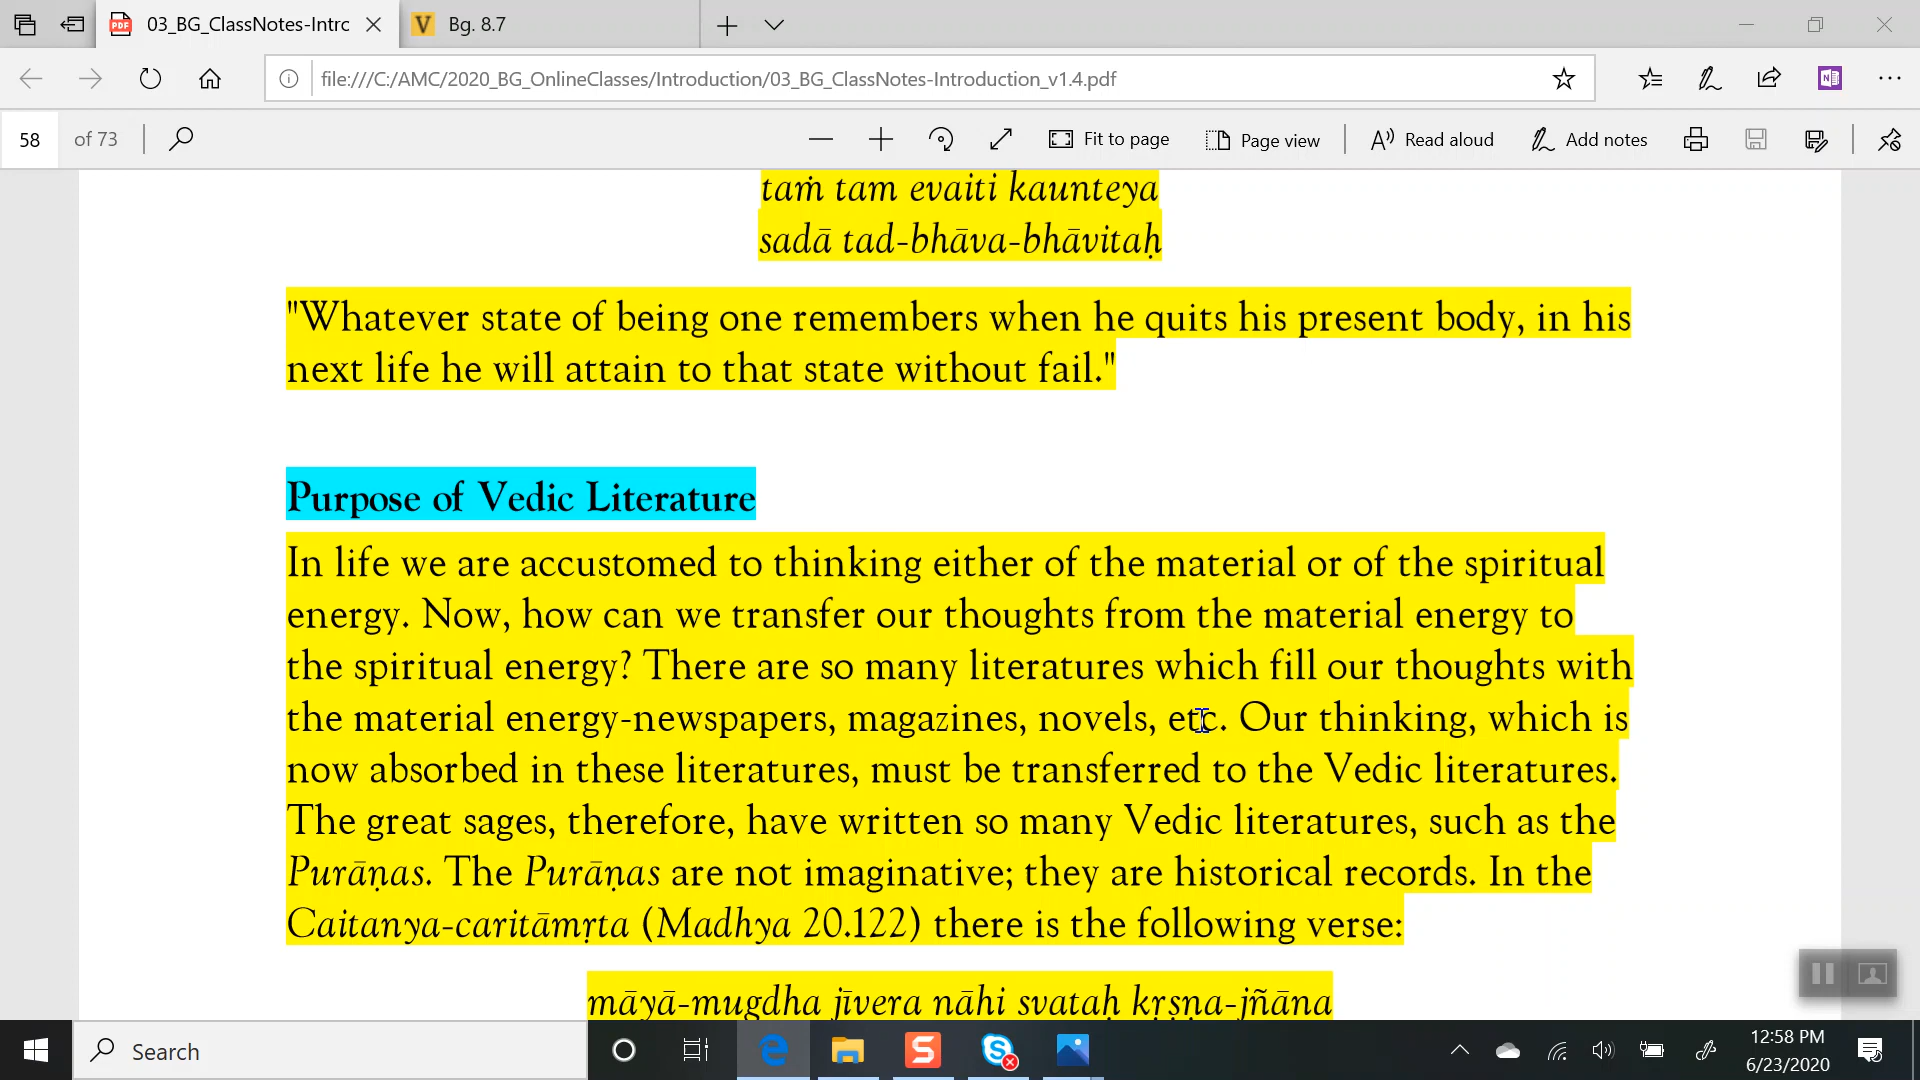 03_BG_ClassNotes-Intrc
Bg. 8.7
file:///C:/AMC/2020_BG_OnlineClasses/Introduction/03_BG_ClassNotes-Introduction_v1.4.pdf
58 of 73
Fit to page
Page view
Read aloud
Add notes
taṁ tam evaiti kaunteya
sadā tad-bhāva-bhāvitaḥ
"Whatever state of being one remembers when he quits his present body, in his
next life he will attain to that state without fail."
Purpose of Vedic Literature
In life we are accustomed to thinking either of the material or of the spiritual
energy. Now, how can we transfer our thoughts from the material energy to
the spiritual energy? There are so many literatures which fill our thoughts with
the material energy-newspapers, magazines, novels, etc. Our thinking, which is
now absorbed in these literatures, must be transferred to the Vedic literatures.
The great sages, therefore, have written so many Vedic literatures, such as the
Purāṇas. The Purāṇas are not imaginative; they are historical records. In the
Caitanya-caritāmṛta (Madhya 20.122) there is the following verse:
māyā-mugdha jīvera nāhi svataḥ kṛṣṇa-jñāna
Search
12:58 PM
6/23/2020